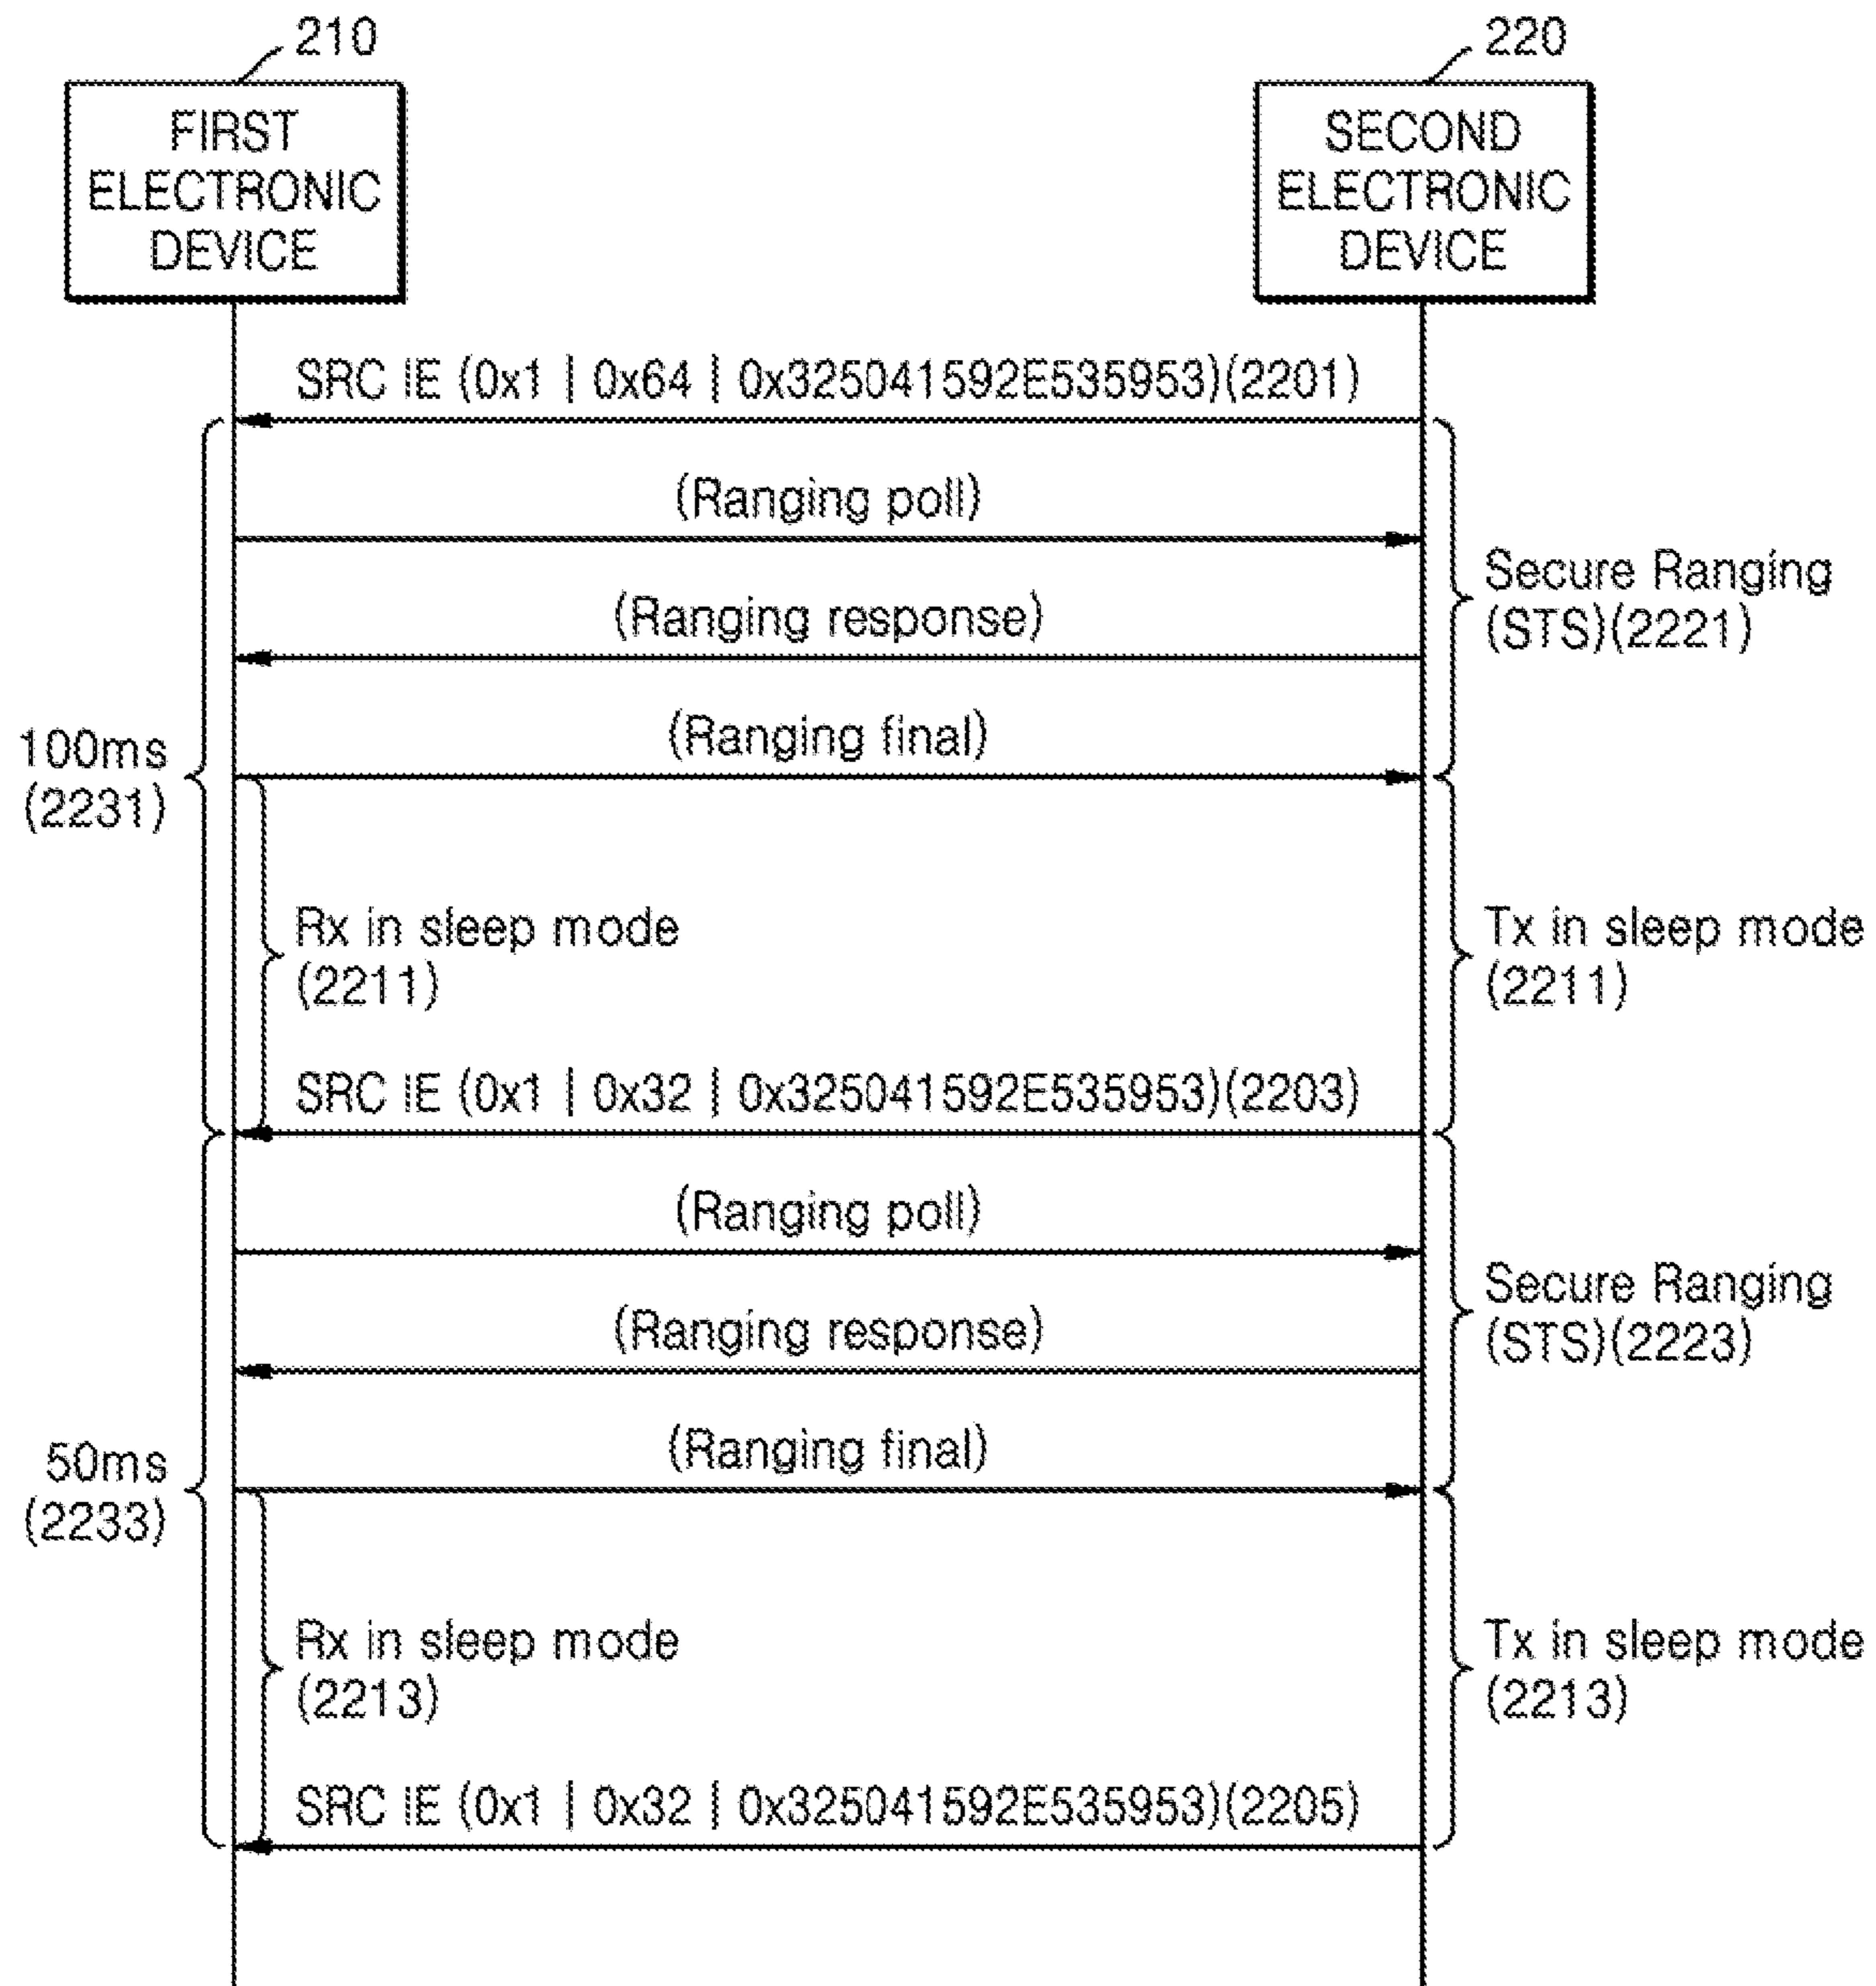 210
220
FIRST
ELECTRONIC
DEVICE
SECOND
ELECTRONIC
DEVICE
SRC IE (0x1 | 0x64 | 0x325041592E535953)(2201)
(Ranging poll)
(Ranging response)
Secure Ranging
(STS)(2221)
(Ranging final)
100ms
(2231)
Rx in sleep mode
(2211)
Tx in sleep mode
(2211)
SRC IE (0x1 | 0x32 | 0x325041592E535953)(2203)
(Ranging poll)
(Ranging response)
Secure Ranging
(STS)(2223)
(Ranging final)
50ms
(2233)
Rx in sleep mode
(2213)
Tx in sleep mode
(2213)
SRC IE (0x1 | 0x32 | 0x325041592E535953)(2205)